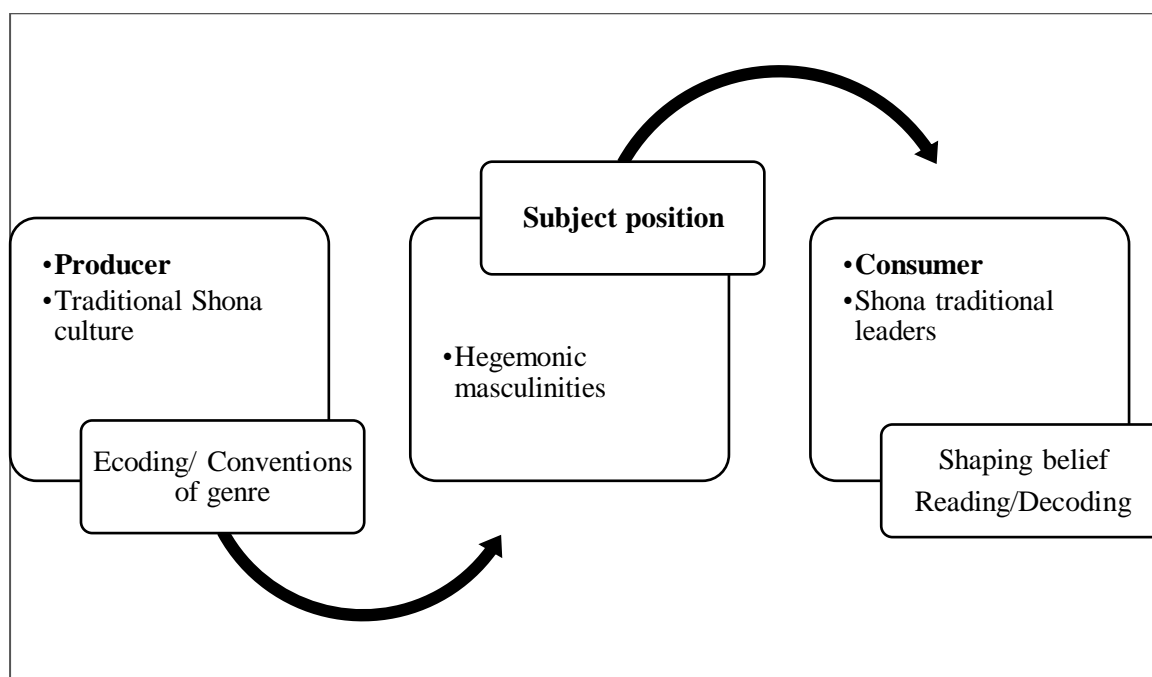 •Producer
•Traditional Shona
culture
Ecoding/ Conventions
of genre
Subject position
•Hegemonic
masculinities
•Consumer
•Shona traditional
leaders
Shaping belief
Reading/Decoding